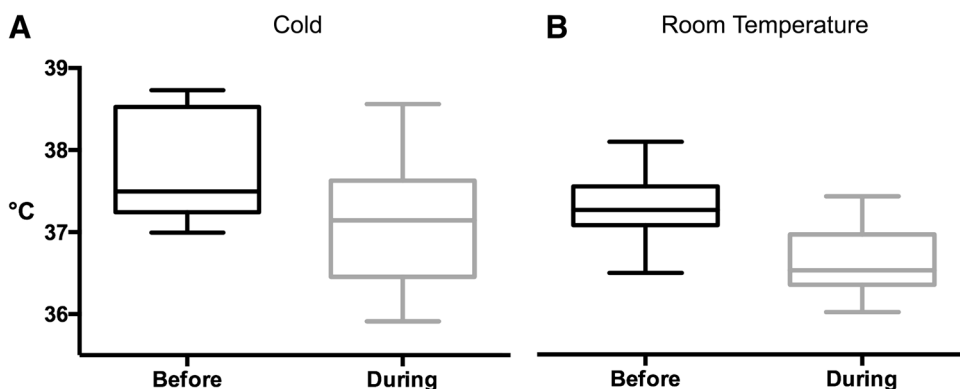 A
Cold
B
Room Temperature
39
38
°C
37
36
Before
During
Before
During